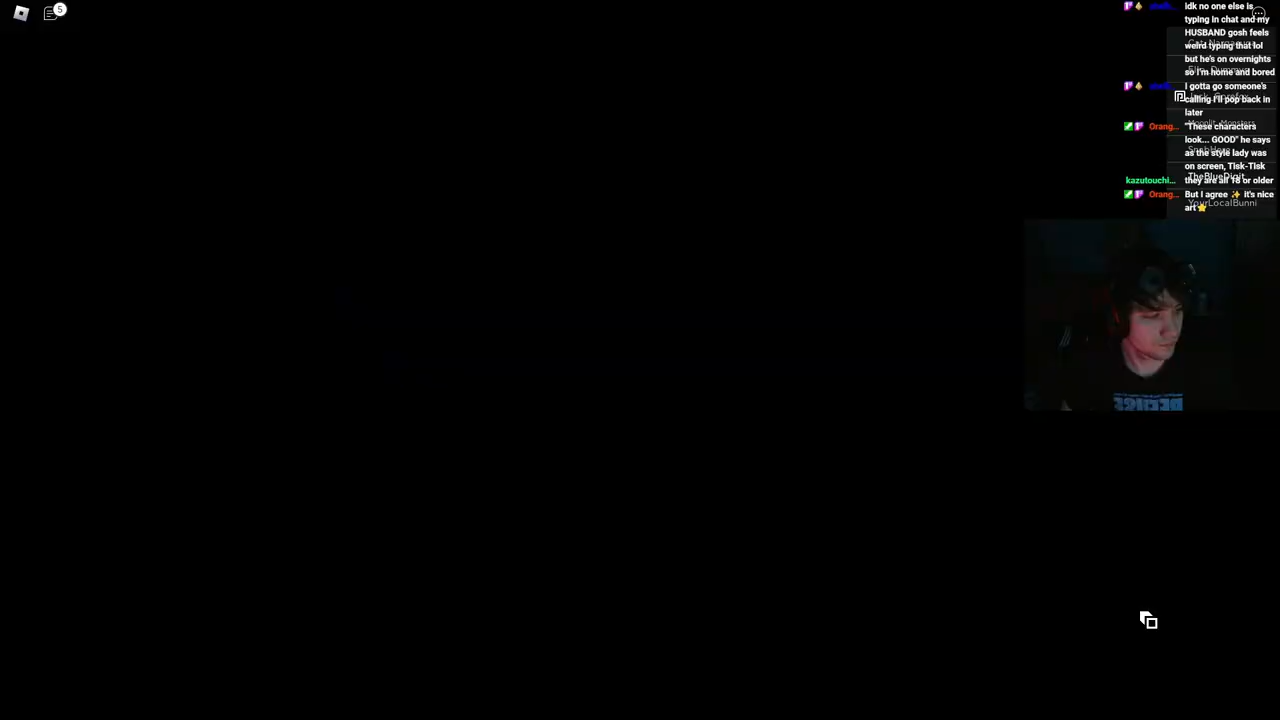 5
idk no one else is
typing in chat and my
HUSBAND gosh feels
weird typing that lol
but he's on overnights
so I'm home and bored
I gotta go someone's
calling I'll pop back in
later
Orang... "These characters
look... GOOD" he says
as the style lady was
on screen, Tisk-Tisk
kazutouchi... they are all 18 or older
Orang... But I agree ✨ it's nice
art⭐
TheBlueDigit
YourLocalBunni